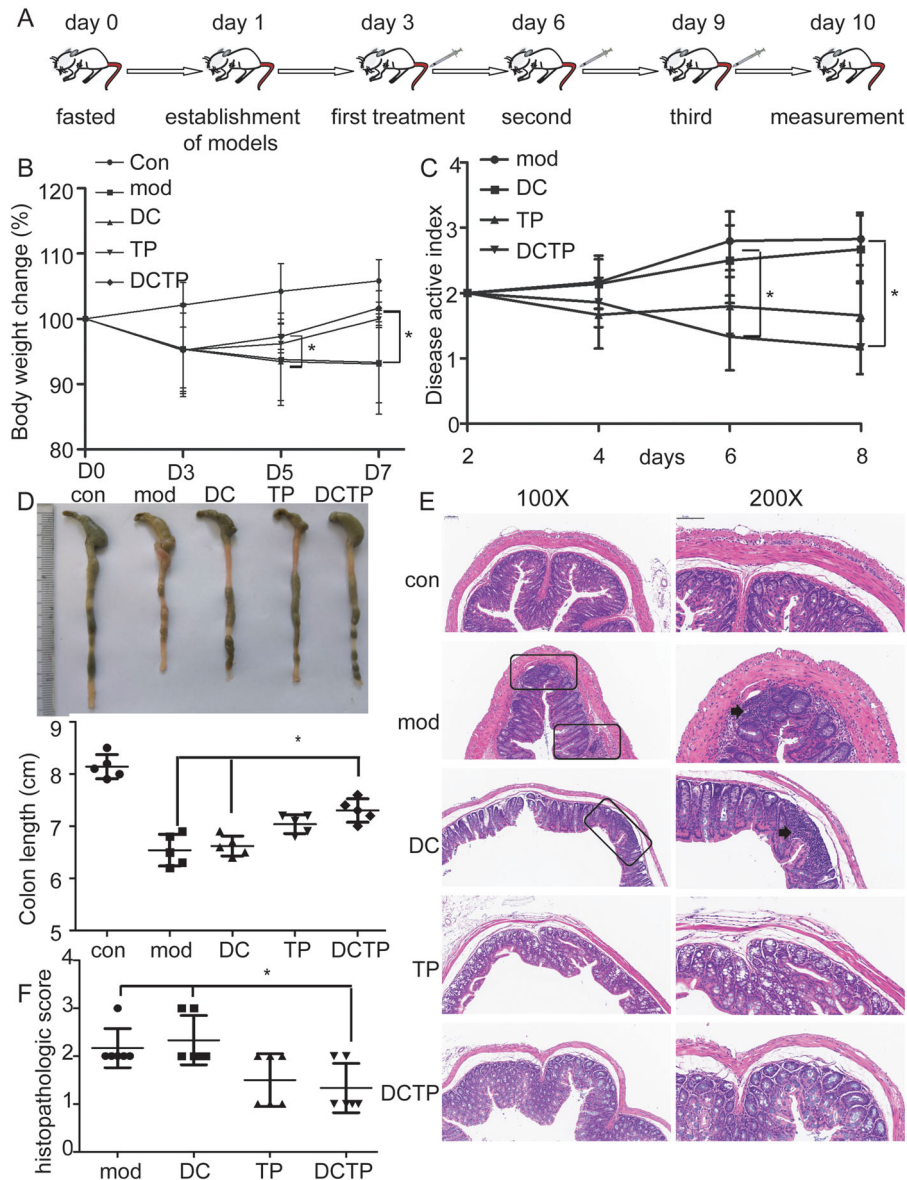 A
day 0
day 1
day 3
day 6
day 9
day 10
fasted
establishment
of models
first treatment
second
third
measurement
B
Con
mod
DC
TP
DCTP
Body weight change (%)
120
110
100
90
80
D0
D3
D5
D7
*
*
C
mod
DC
TP
DCTP
Disease active index
4
3
2
1
0
2
4
days
6
8
*
*
D
con
mod
DC
TP
DCTP
Colon length (cm)
9
8
7
6
5
*
con
mod
DC
TP
DCTP
E
100X
200X
con
mod
DC
TP
DCTP
F
histopathologic score
4
3
2
1
0
*
mod
DC
TP
DCTP